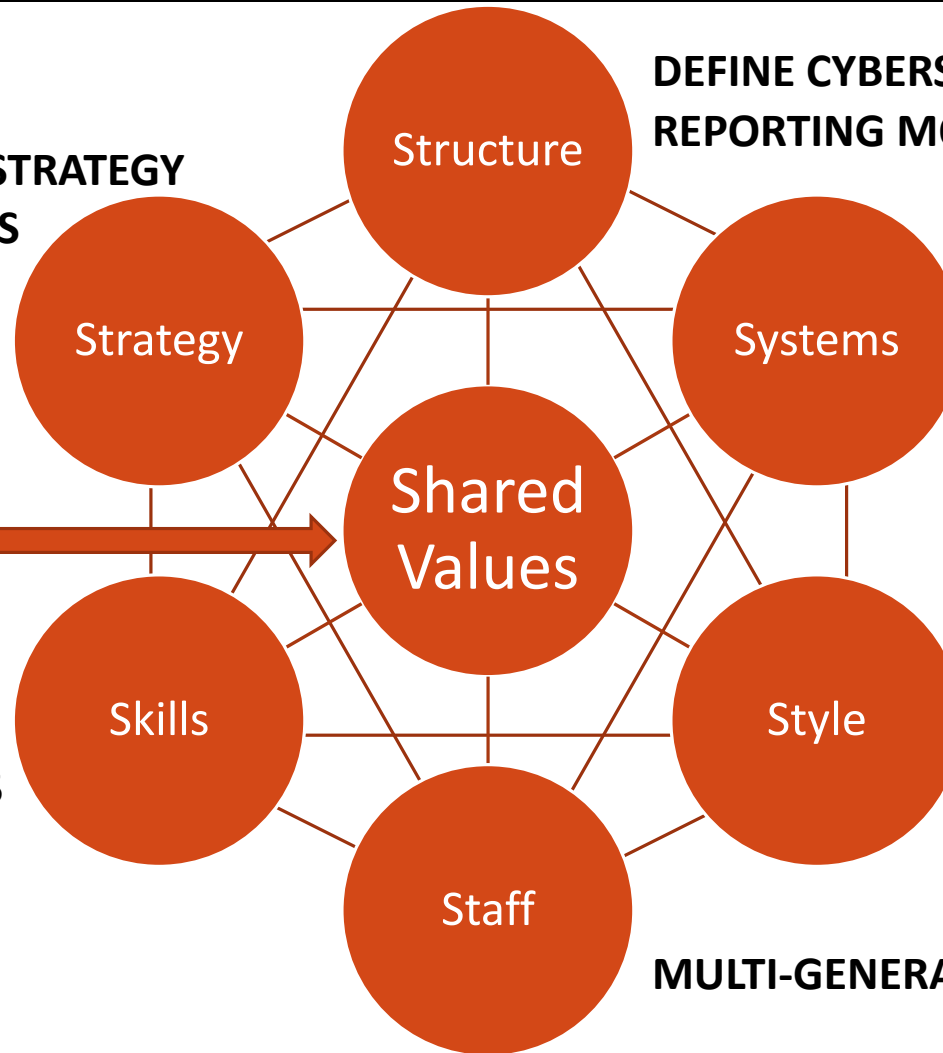 DEFINE CYBERS
REPORTING MO
Structure
STRATEGY
S
Strategy
Systems
Shared
Values
Skills
Style
S
Staff
MULTI-GENERA